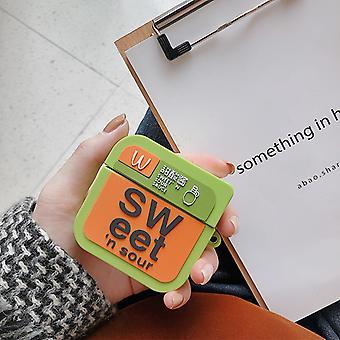 W
SW
eet
'n sour
something in h
abao.shar